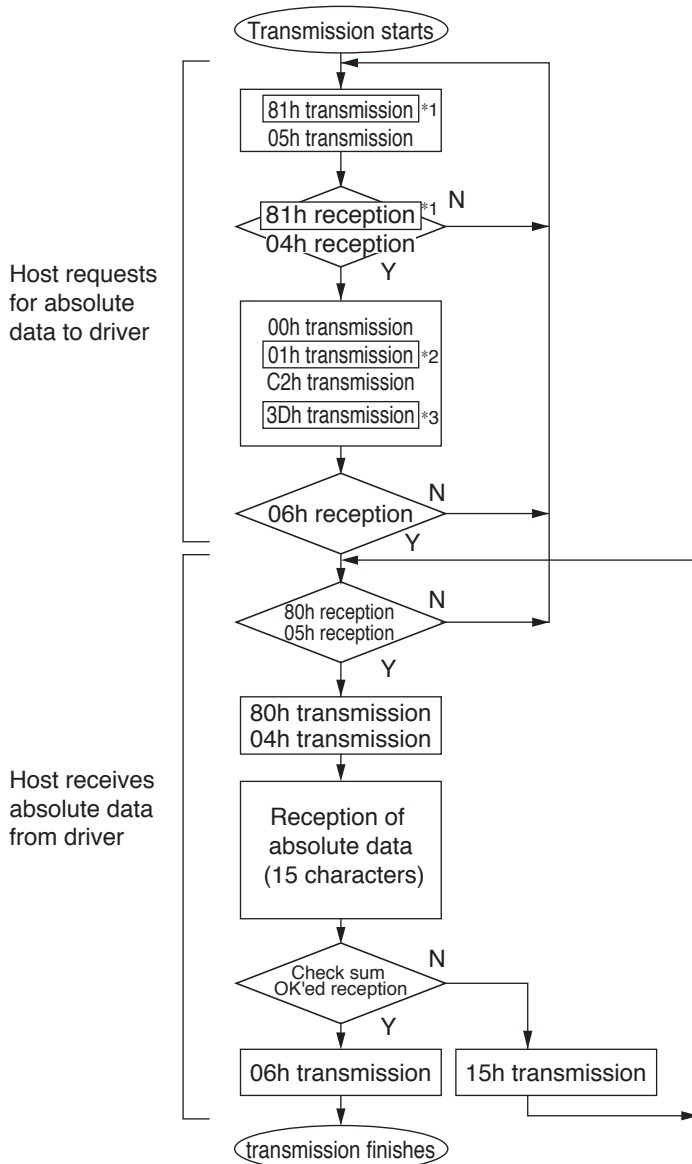 Transmission starts
81h transmission *1
05h transmission
81h reception *1
N
04h reception
Y
Host requests
for absolute
data to driver
00h transmission
01h transmission *2
C2h transmission
3Dh transmission *3
N
06h reception
Y
80h reception
05h reception
N
Y
80h transmission
04h transmission
Host receives
absolute data
from driver
Reception of
absolute data
(15 characters)
Check sum
OK'ed reception
N
Y
06h transmission
15h transmission
transmission finishes